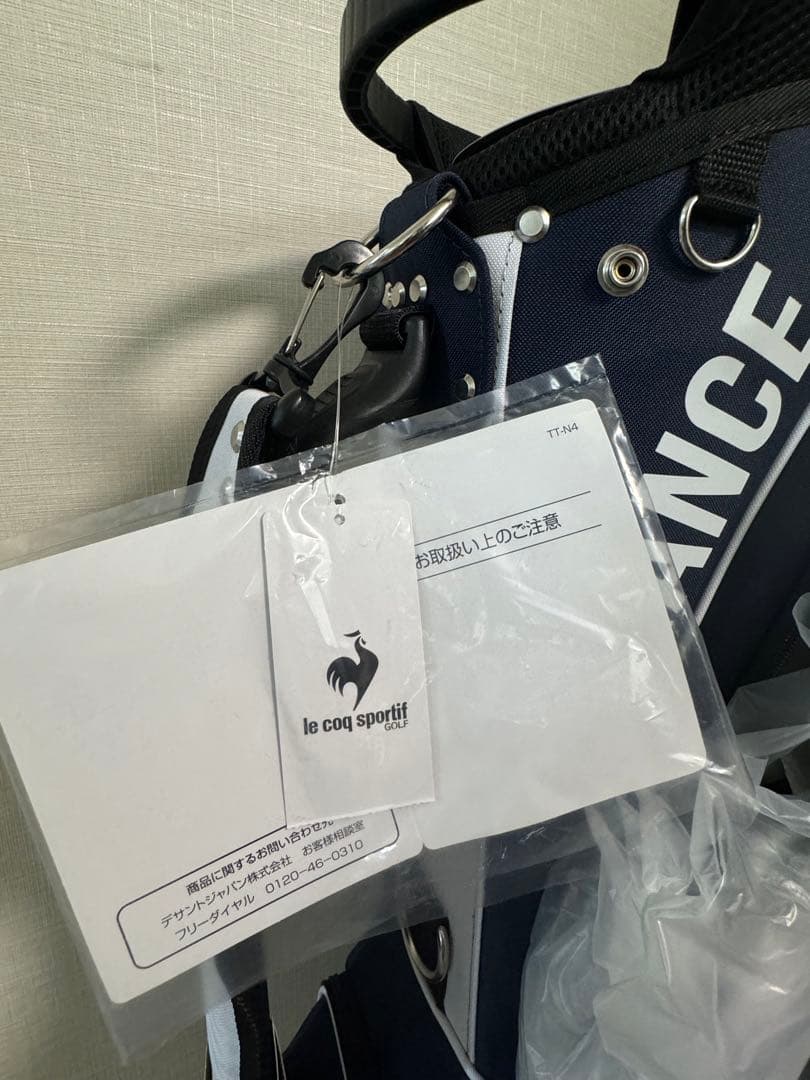 TT-N4
お取扱い上のご注意
le coq sportif
GOLF
商品に関するお問い合わせ先
デサントジャパン株式会社 お客様相談室
フリーダイヤル 0120-46-0310
ANCE